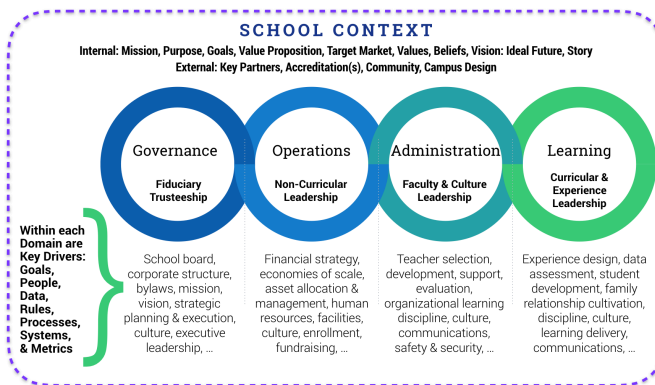 SCHOOL CONTEXT
Internal: Mission, Purpose, Goals, Value Proposition, Target Market, Values, Beliefs, Vision: Ideal Future, Story
External: Key Partners, Accreditation(s), Community, Campus Design
Governance
Fiduciary
Trusteeship
Operations
Non-Curricular
Leadership
Administration
Faculty & Culture
Leadership
Learning
Curricular &
Experience
Leadership
Within each
Domain are
Key Drivers:
Goals,
People,
Data,
Rules,
Processes,
Systems,
& Metrics
School board,
corporate structure,
bylaws, mission,
vision, strategic
planning & execution,
culture, executive
leadership, ...
Financial strategy,
economies of scale,
asset allocation &
management, human
resources, facilities,
culture, enrollment,
fundraising, ...
Teacher selection,
development, support,
evaluation,
organizational learning
discipline, culture,
communications,
safety & security, ...
Experience design, data
assessment, student
development, family
relationship cultivation,
discipline, culture,
learning delivery,
communications, ...